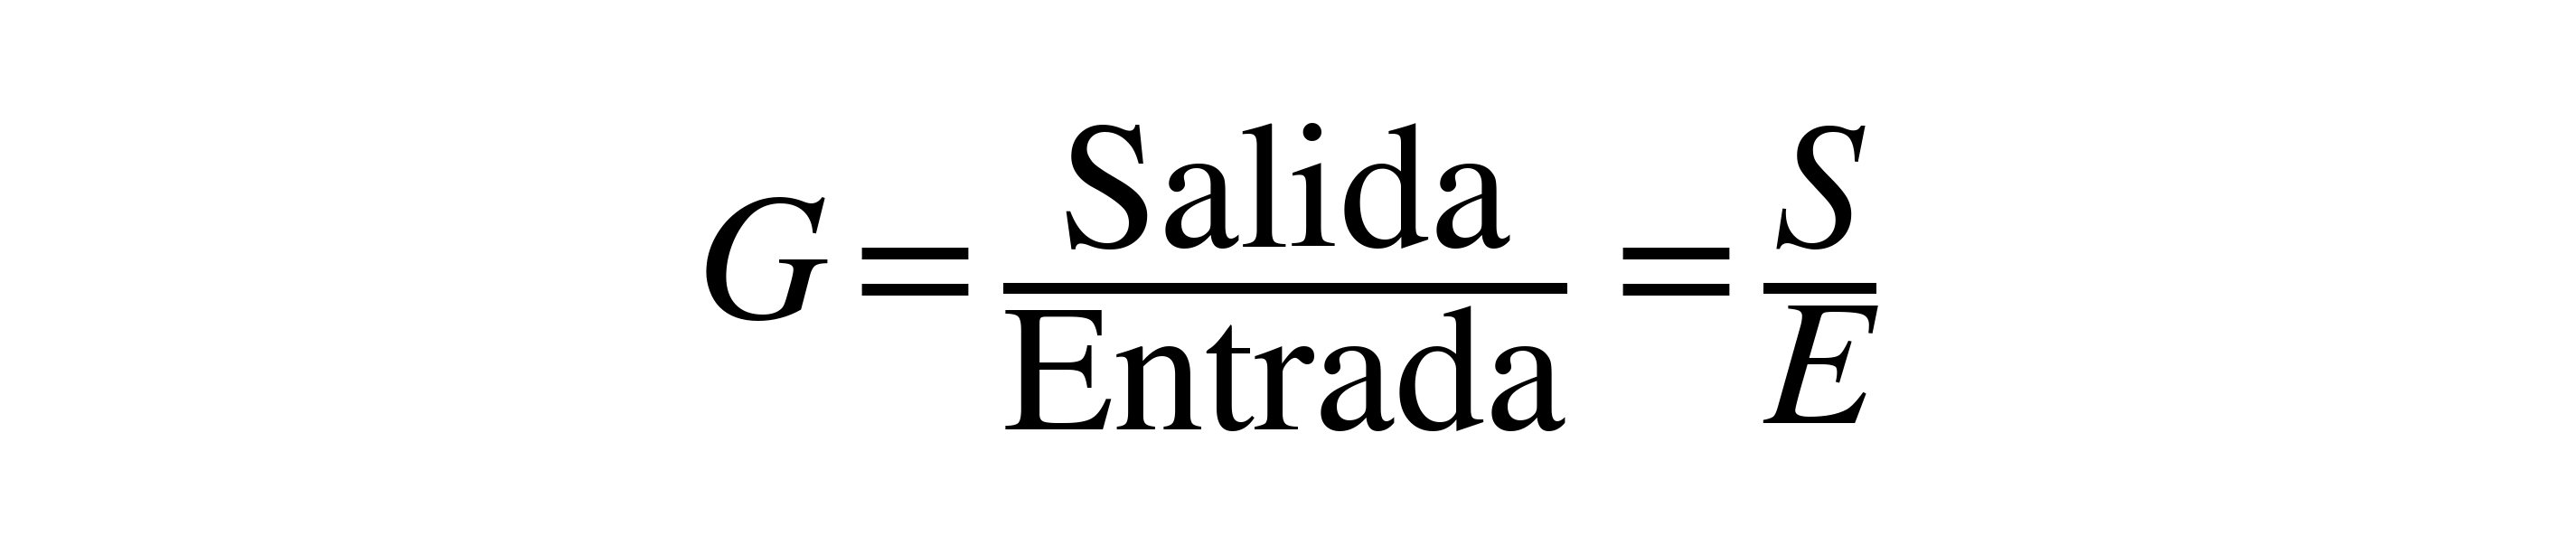 G = Salida / Entrada = S / E